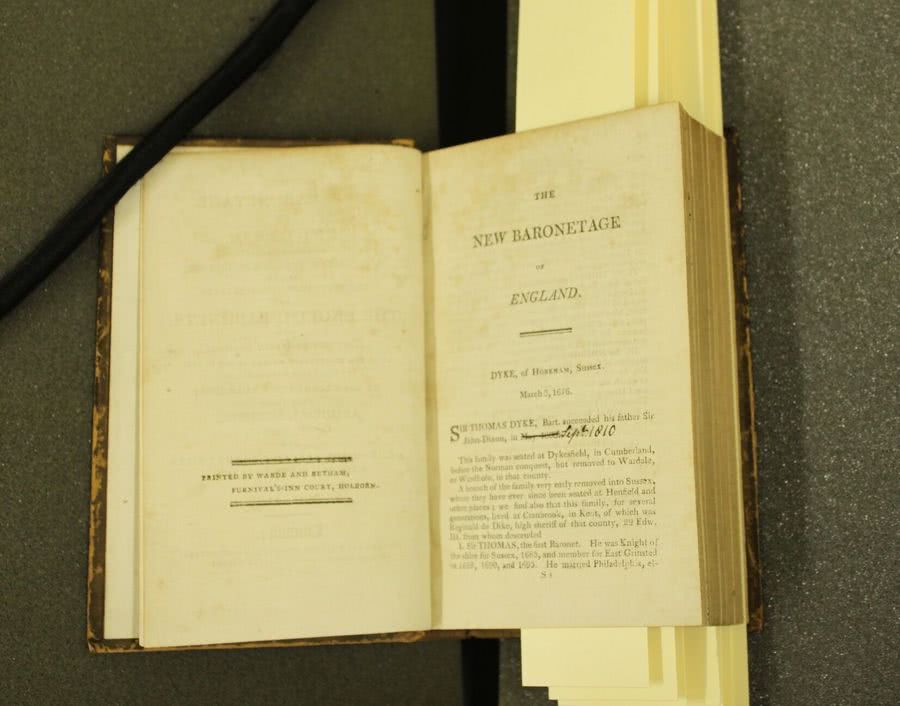 PRINTED BY WARDE AND BETHAM,
FURNIVAL'S-INN COURT, HOLBORN.
THE
NEW BARONETAGE
OF
ENGLAND.
DYKE, of Horeham, Sussex.
March 3, 1676.
SIR THOMAS DYKE, Bart. succeeded his father Sir
John-Dixon, in Septr 1810
This family was seated at Dykesfield, in Cumberland,
before the Norman conquest, but removed to Wardale,
or Wardhole, in that county.
A branch of the family very early removed into Sussex,
where they have ever since been seated at Henfield and
other places; we find also that this family, for several
generations, lived at Cranbrook, in Kent, of which was
Reginald de Dike, high sheriff of that county, 29 Edw.
III. from whom descended
I. Sir THOMAS, the first Baronet. He was Knight of
the shire for Sussex, 1685, and member for East Grinsted
in 1688, 1690, and 1695. He married Philadelphia, el-